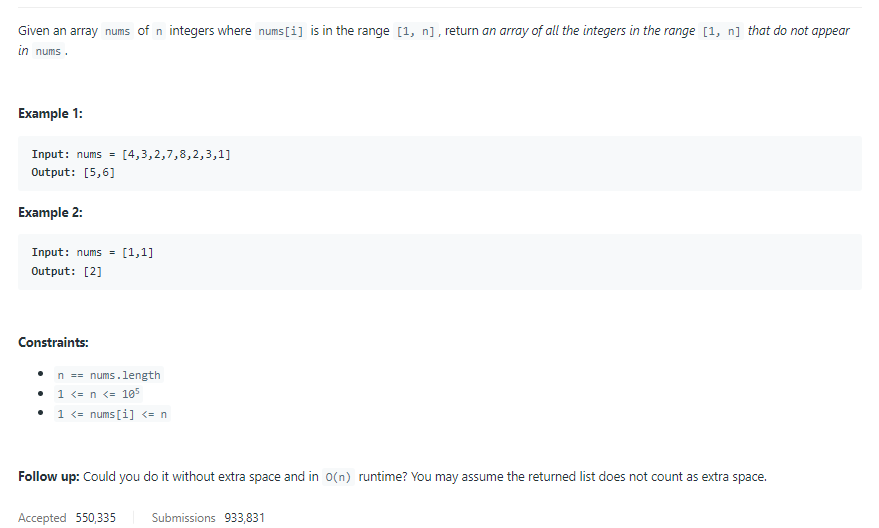 Given an array nums of n integers where nums[i] is in the range [1, n], return an array of all the integers in the range [1, n] that do not appear
in nums.
Example 1:
Input: nums = [4,3,2,7,8,2,3,1]
Output: [5,6]
Example 2:
Input: nums = [1,1]
Output: [2]
Constraints:
• n == nums.length
• 1 <= n <= 10⁵
• 1 <= nums[i] <= n
Follow up: Could you do it without extra space and in O(n) runtime? You may assume the returned list does not count as extra space.
Accepted 550,335 Submissions 933,831